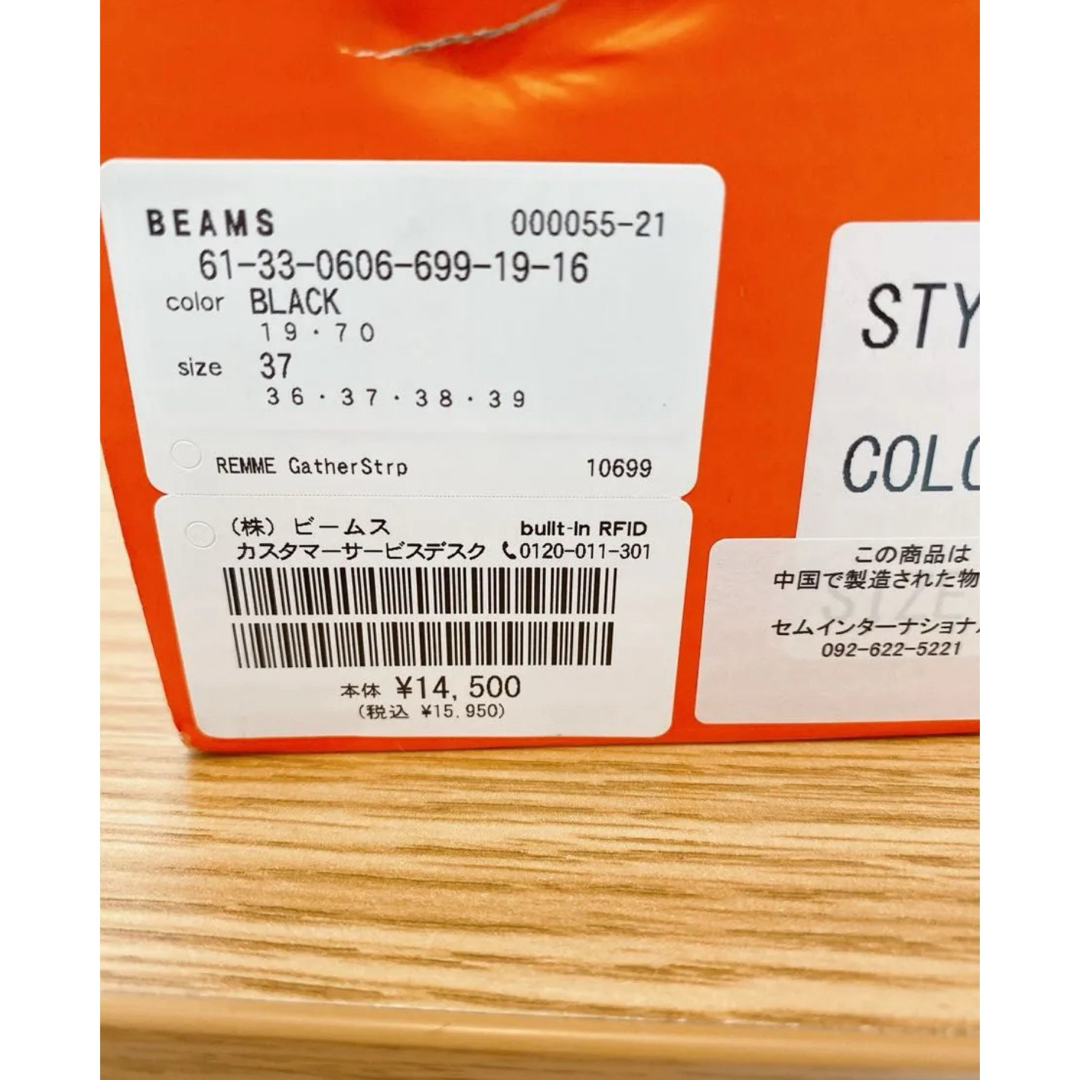 BEAMS 000055-21
61-33-0606-699-19-16
color BLACK
19・70
size 37
36・37・38・39
REMME GatherStrp 10699
(株) ビームス built-in RFID
カスタマーサービスデスク 0120-011-301
本体 ¥14,500
(税込 ¥15,950)
STY
COLO
SIZE
この商品は
中国で製造された物
セムインターナショナル
092-622-5221